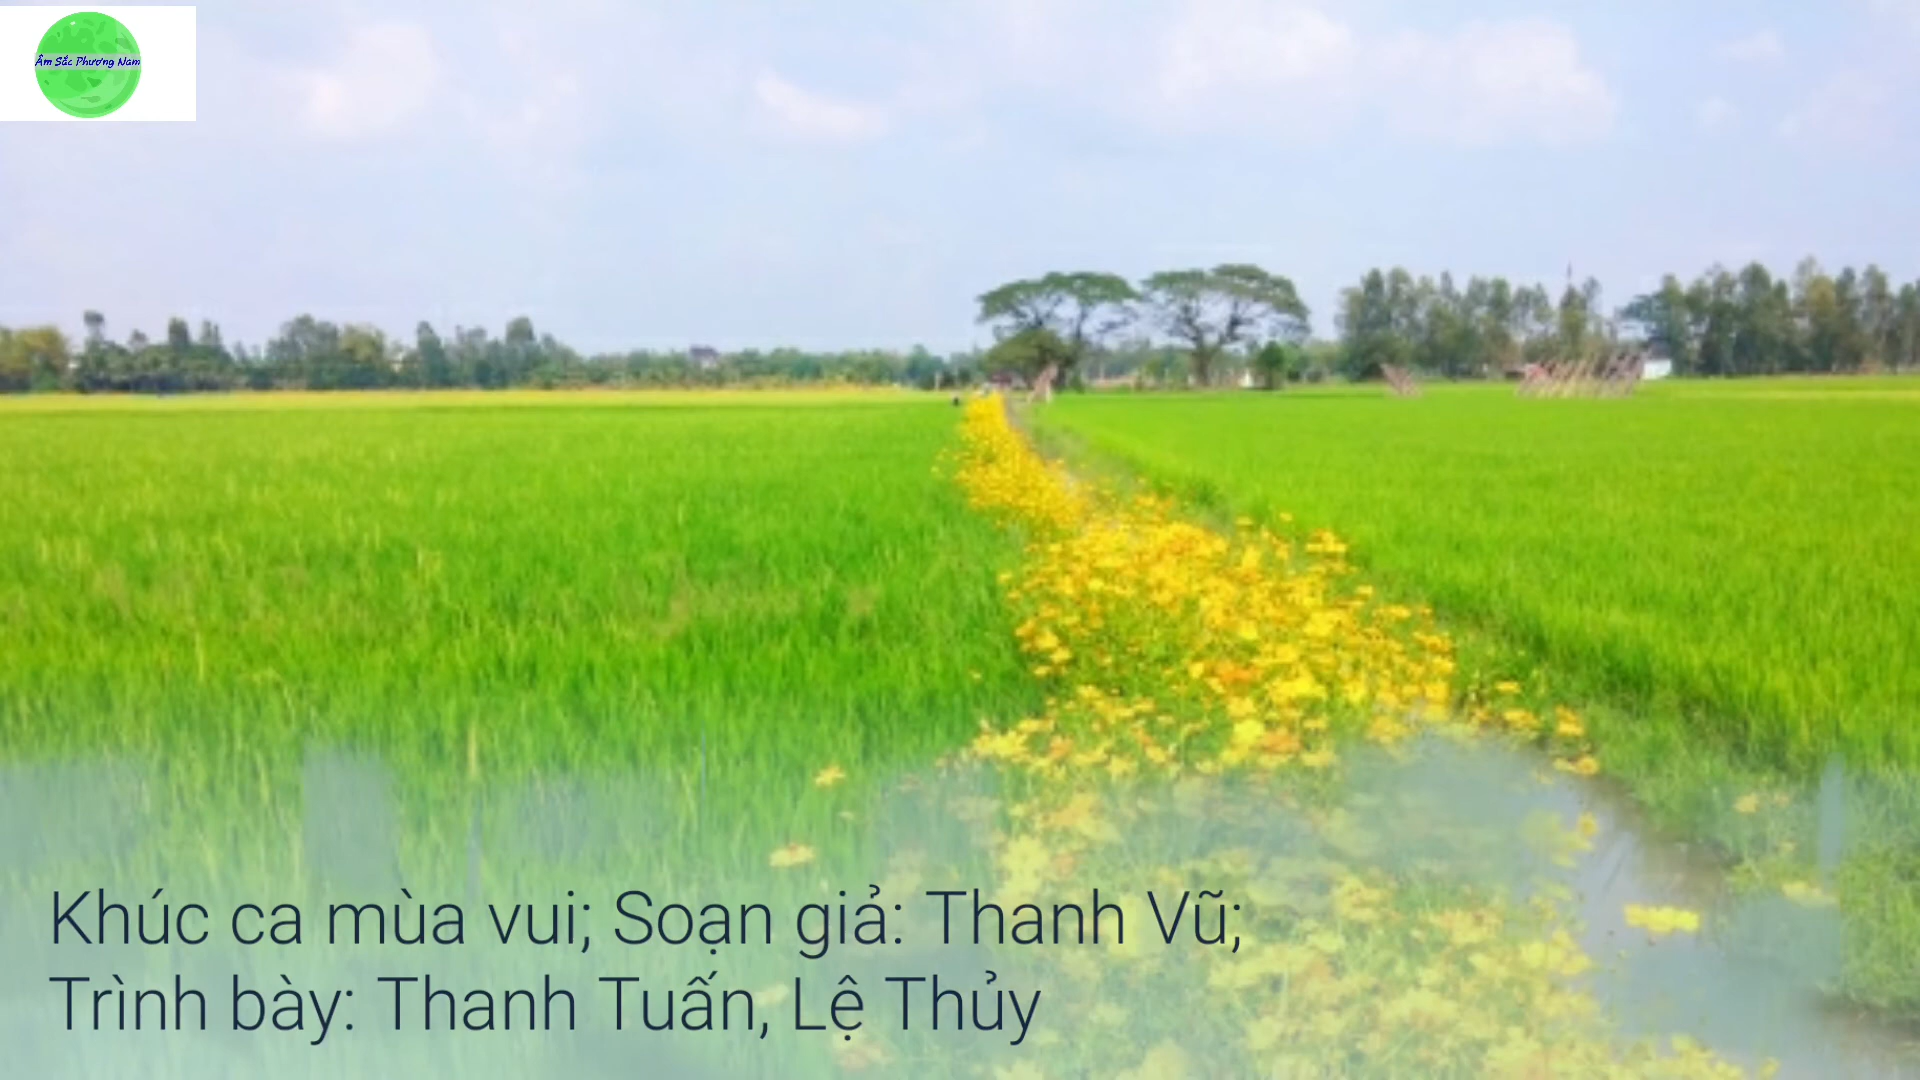 Âm Sắc Phương Nam
Khúc ca mùa vui; Soạn giả: Thanh Vũ;
Trình bày: Thanh Tuấn, Lệ Thủy